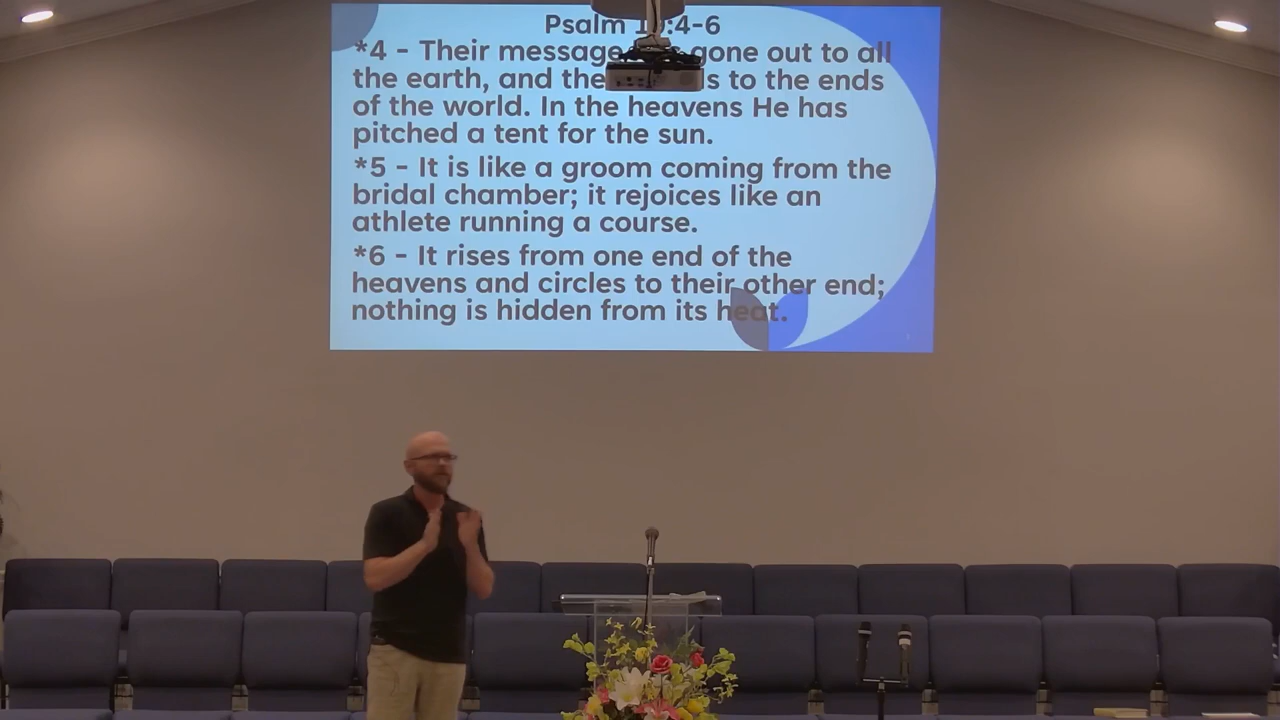 Psalm 19:4-6
*4 - Their message gone out to all
the earth, and the to the ends
of the world. In the heavens He has
pitched a tent for the sun.
*5 - It is like a groom coming from the
bridal chamber; it rejoices like an
athlete running a course.
*6 - It rises from one end of the
heavens and circles to their other end;
nothing is hidden from its heat.